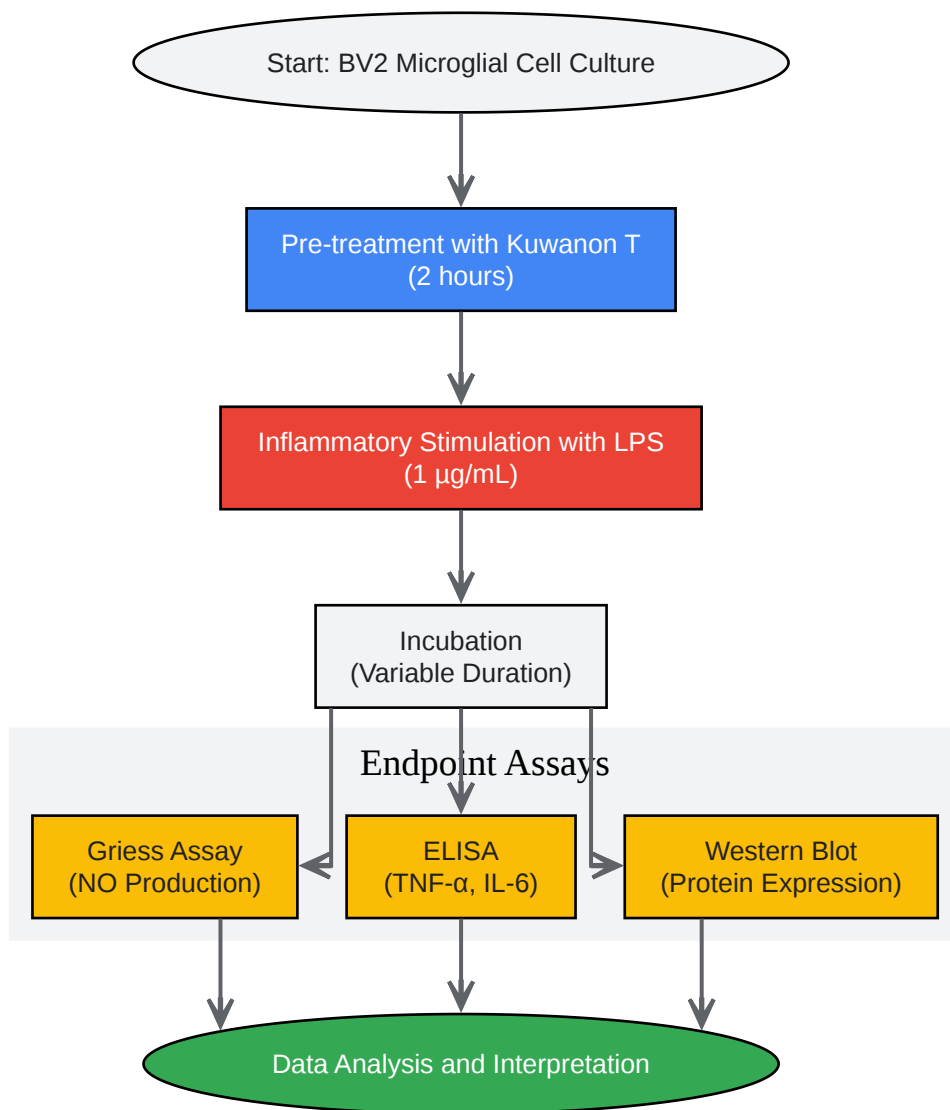 Start: BV2 Microglial Cell Culture
Pre-treatment with Kuwanon T
(2 hours)
Inflammatory Stimulation with LPS
(1 µg/mL)
Incubation
(Variable Duration)
Endpoint Assays
Griess Assay
(NO Production)
ELISA
(TNF-α, IL-6)
Western Blot
(Protein Expression)
Data Analysis and Interpretation